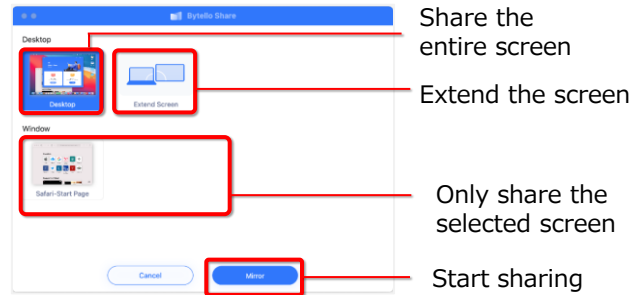 Bytello Share
Desktop
Desktop
Extend Screen
Window
Safari-Start Page
Cancel
Mirror
Share the
entire screen
Extend the screen
Only share the
selected screen
Start sharing